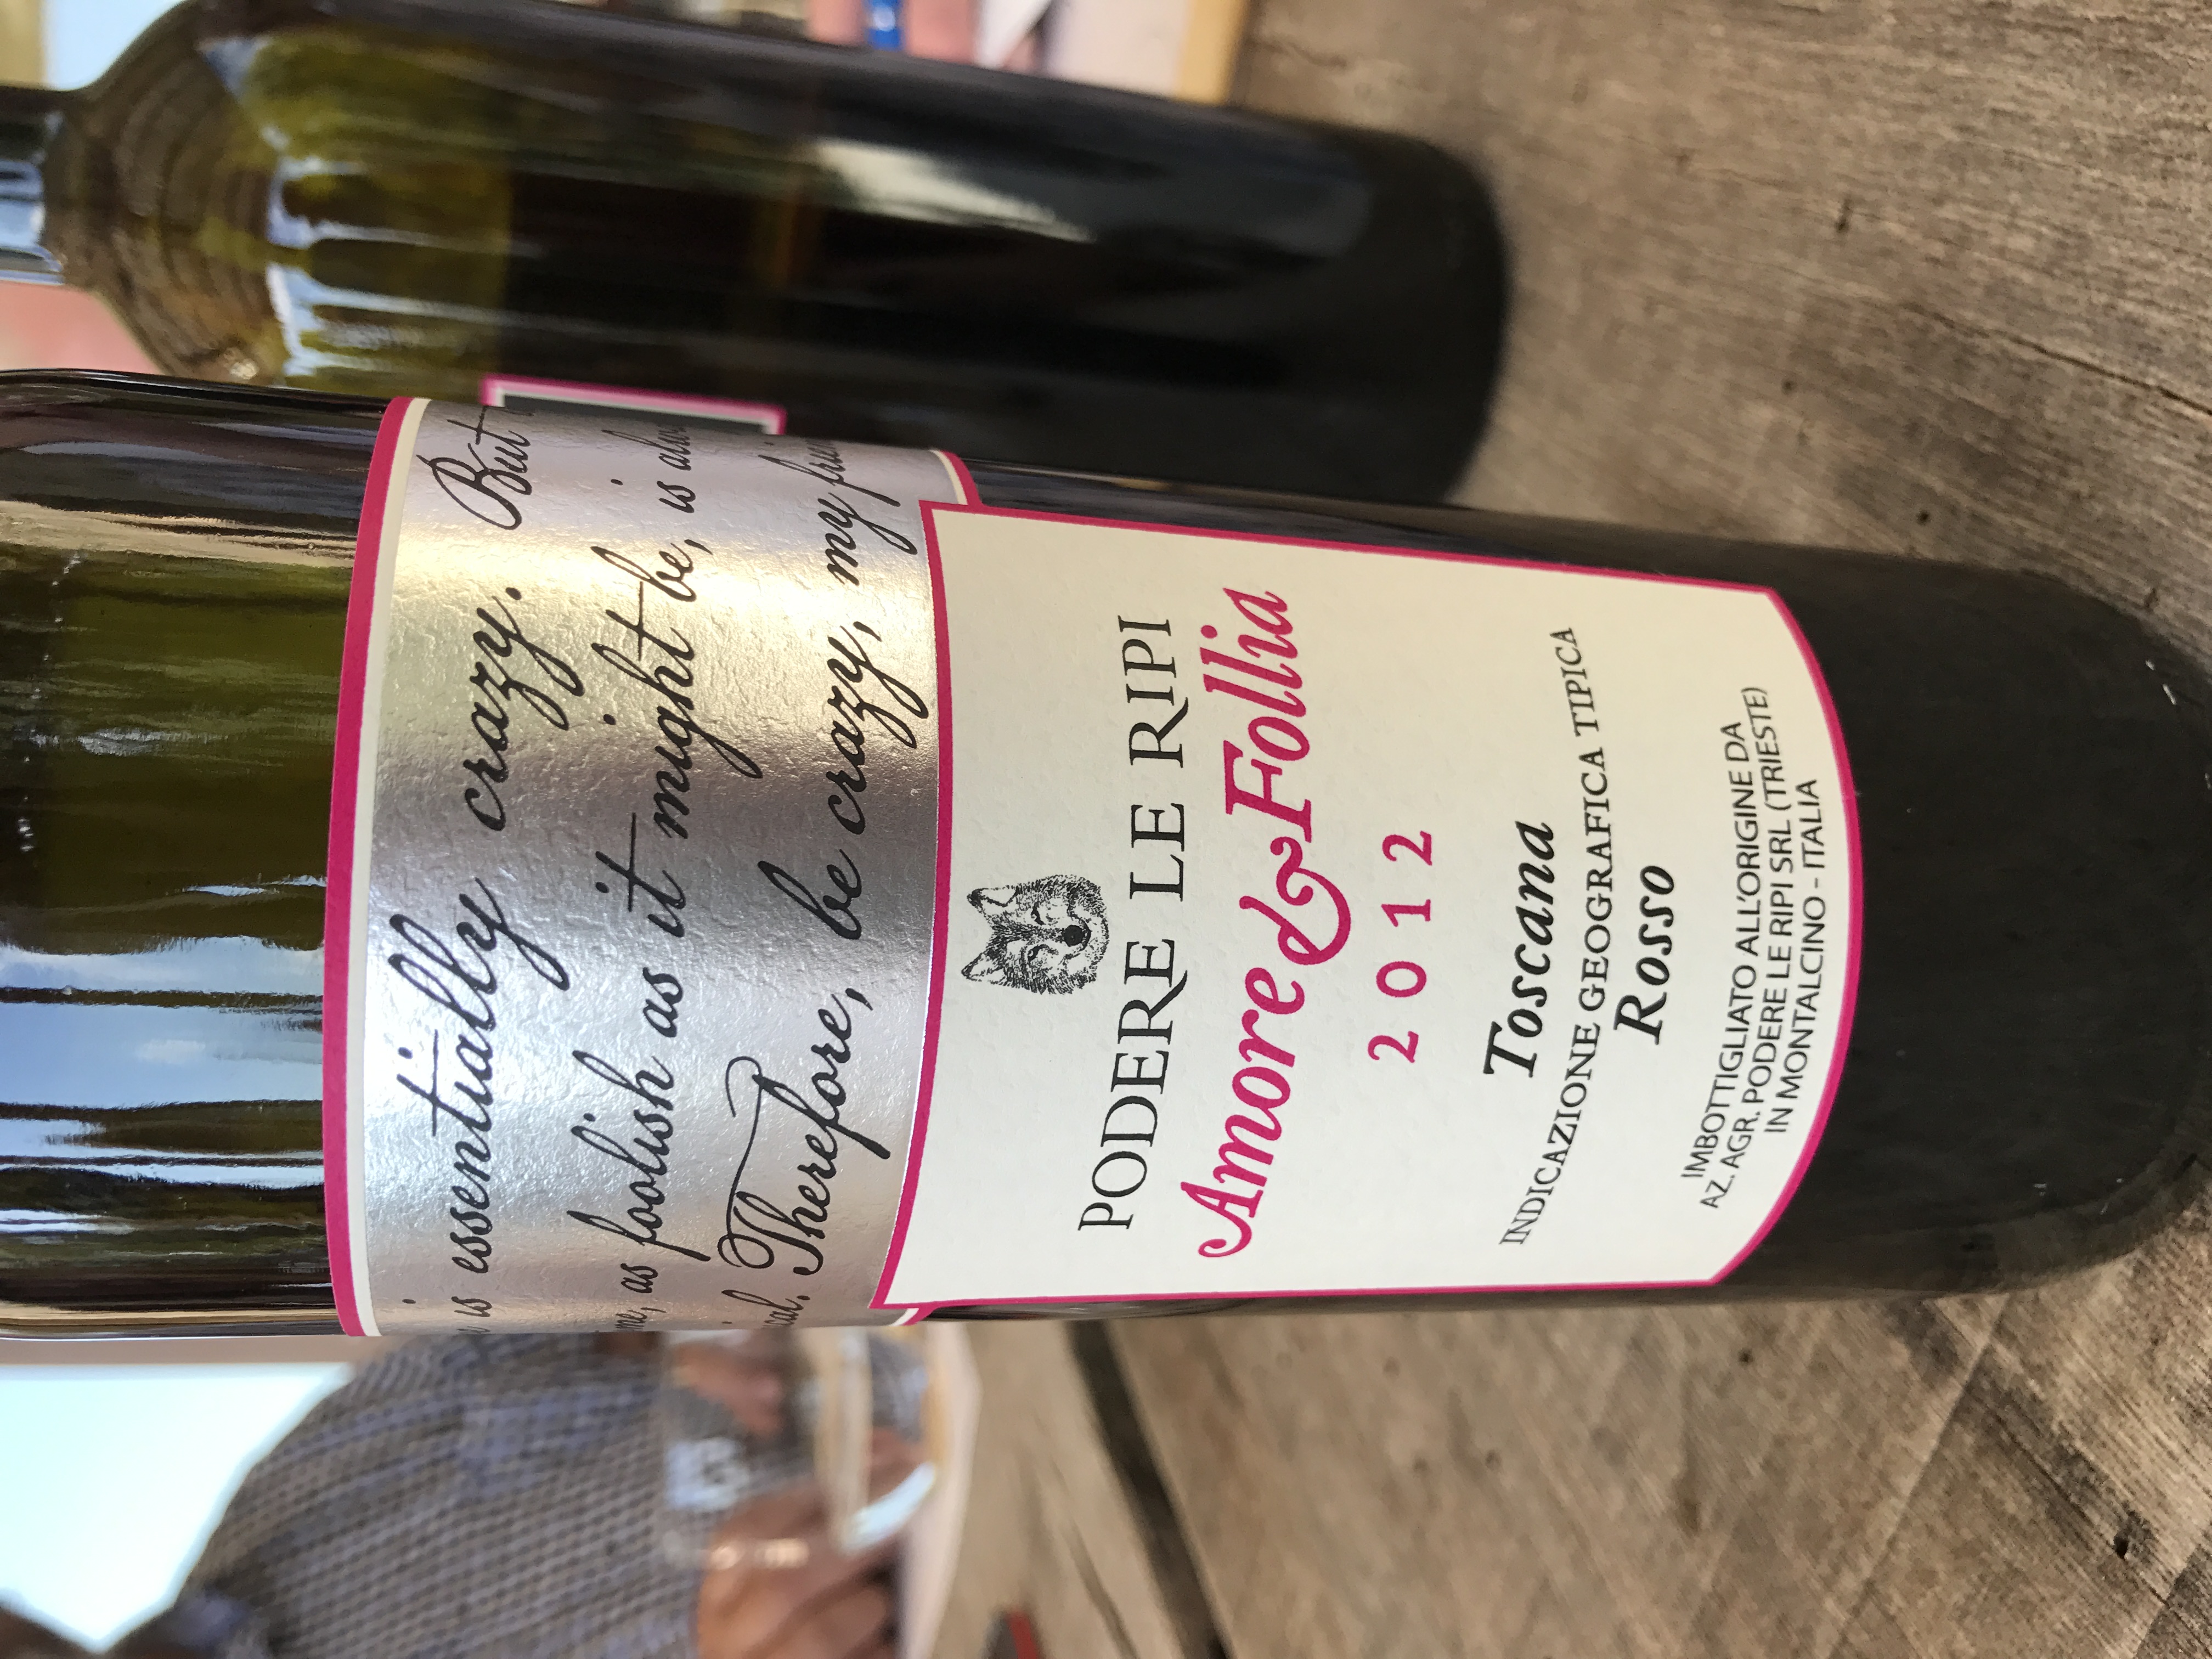 is essentially crazy. But
as foolish as it might be, is
Therefore, be crazy, my
PODERE LE RIPI
Amore & Follia
2012
Toscana
INDICAZIONE GEOGRAFICA TIPICA
Rosso
IMBOTTIGLIATO ALL'ORIGINE DA
AZ. AGR. PODERE LE RIPI SRL (TRIESTE)
IN MONTALCINO - ITALIA